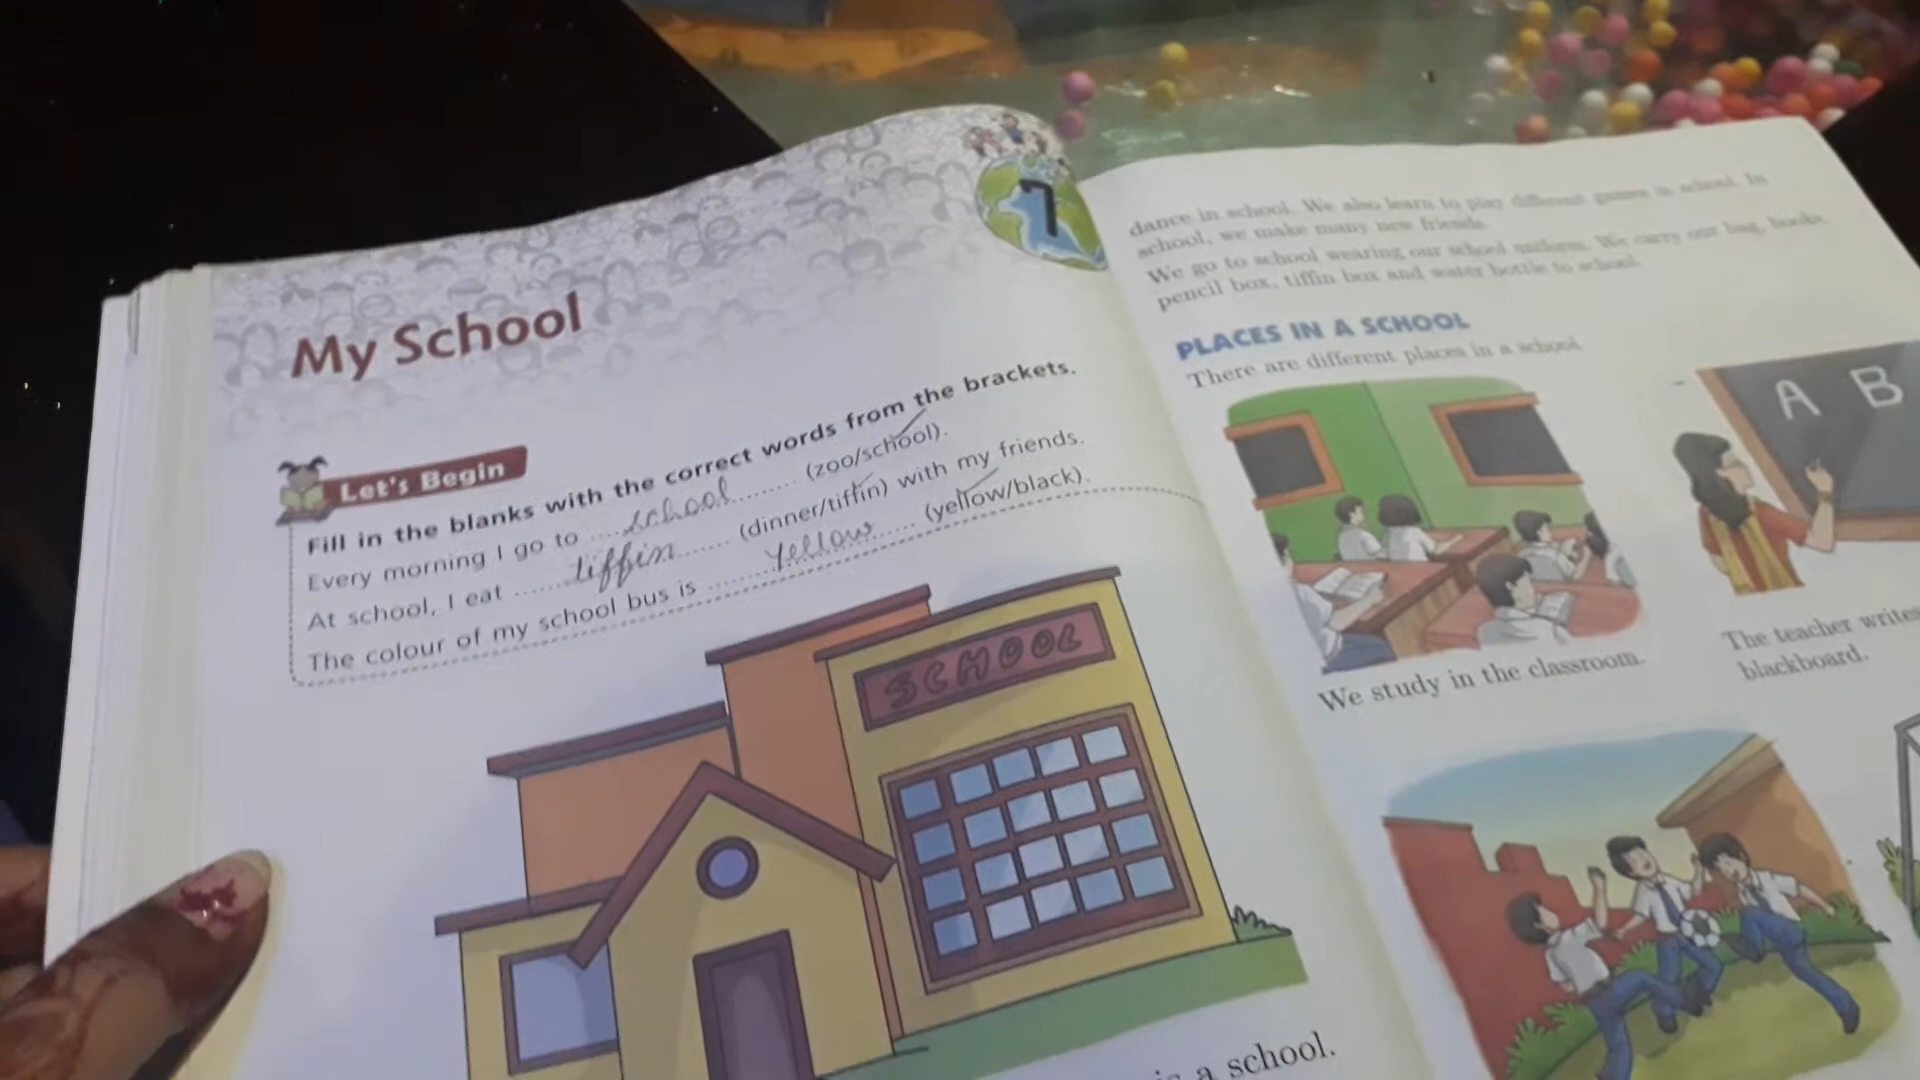 7
My School
Let's Begin
Fill in the blanks with the correct words from the brackets.
Every morning I go to ....school........ (zoo/school).
At school, I eat ......tiffin...... (dinner/tiffin) with my friends.
The colour of my school bus is ......yellow..... (yellow/black).
SCHOOL
is a school.
dance in school. We also learn to play different games in school. In
school, we make many new friends.
We go to school wearing our school uniform. We carry our bag, books,
pencil box, tiffin box and water bottle to school.
PLACES IN A SCHOOL
There are different places in a school.
A B
We study in the classroom.
The teacher writes
blackboard.